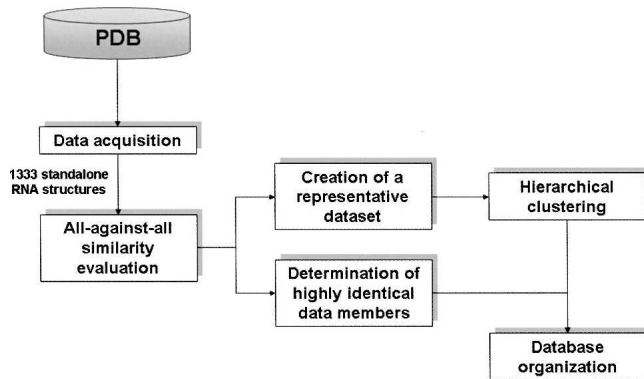 PDB
Data acquisition
1333 standalone
RNA structures
All-against-all
similarity
evaluation
Creation of a
representative
dataset
Hierarchical
clustering
Determination of
highly identical
data members
Database
organization